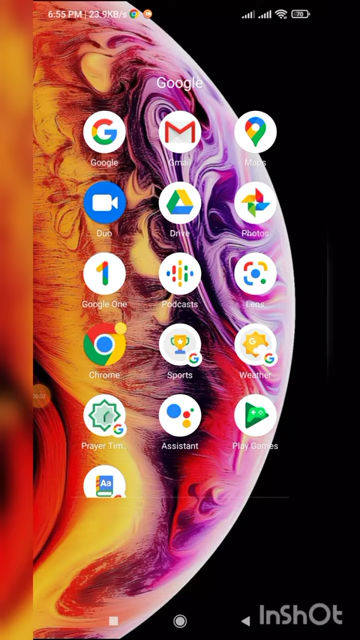 6:55 PM | 23.9KB/s
70
Google
Google
Gmail
Maps
Duo
Drive
Photos
Google One
Podcasts
Lens
Chrome
Sports
Weather
Prayer Tim..
Assistant
Play Games
InShOt